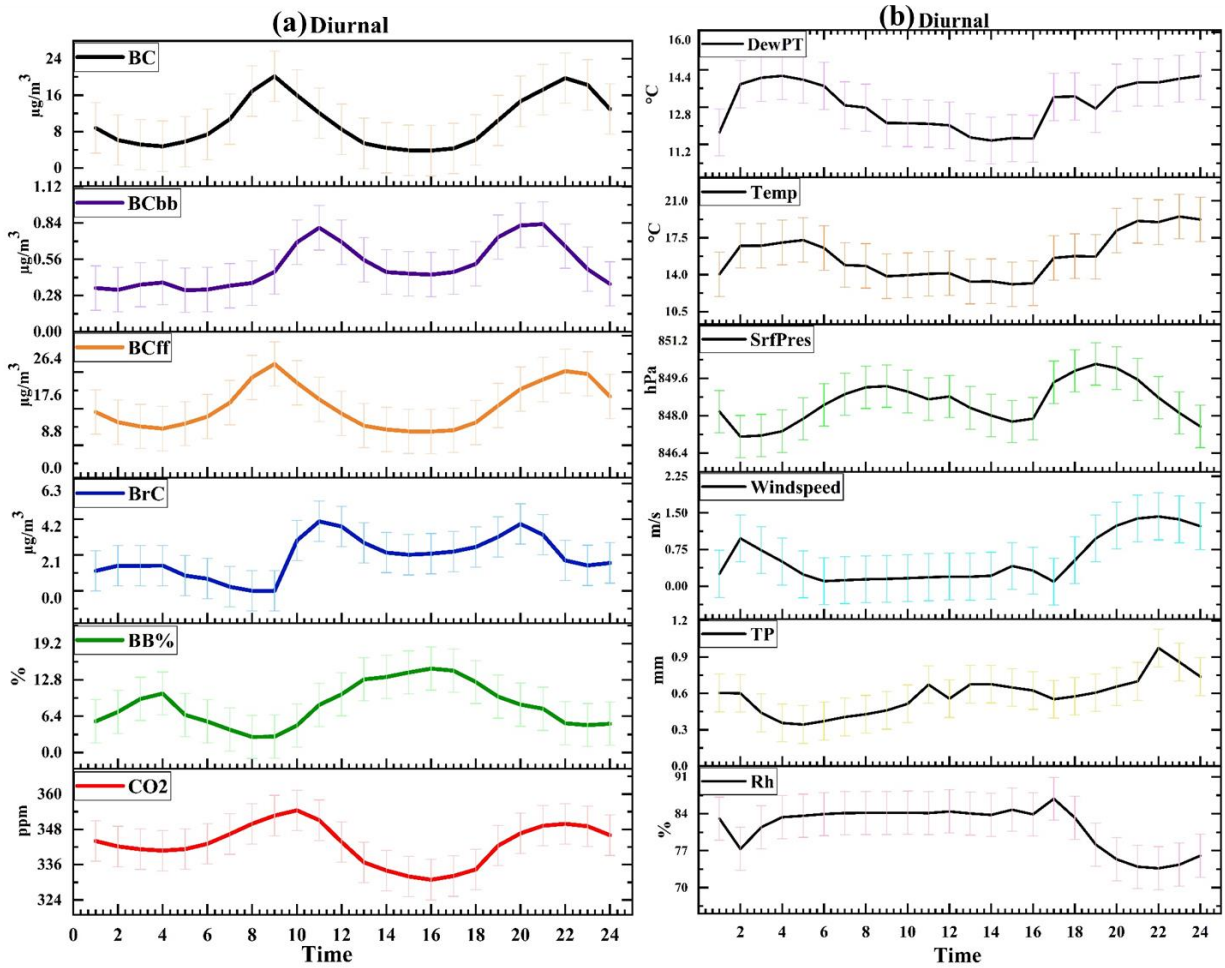 (a) Diurnal
BC
µg/m³
24
16
8
0
BCbb
µg/m³
1.12
0.84
0.56
0.28
0.00
BCff
µg/m³
26.4
17.6
8.8
0.0
BrC
µg/m³
6.3
4.2
2.1
0.0
BB%
%
19.2
12.8
6.4
0.0
CO2
ppm
360
348
336
324
0 2 4 6 8 10 12 14 16 18 20 22 24
Time
(b) Diurnal
DewPT
°C
16.0
14.4
12.8
11.2
Temp
°C
21.0
17.5
14.0
10.5
SrfPres
hPa
851.2
849.6
848.0
846.4
Windspeed
m/s
2.25
1.50
0.75
0.00
TP
mm
1.2
0.9
0.6
0.3
0.0
Rh
%
91
84
77
70
2 4 6 8 10 12 14 16 18 20 22 24
Time